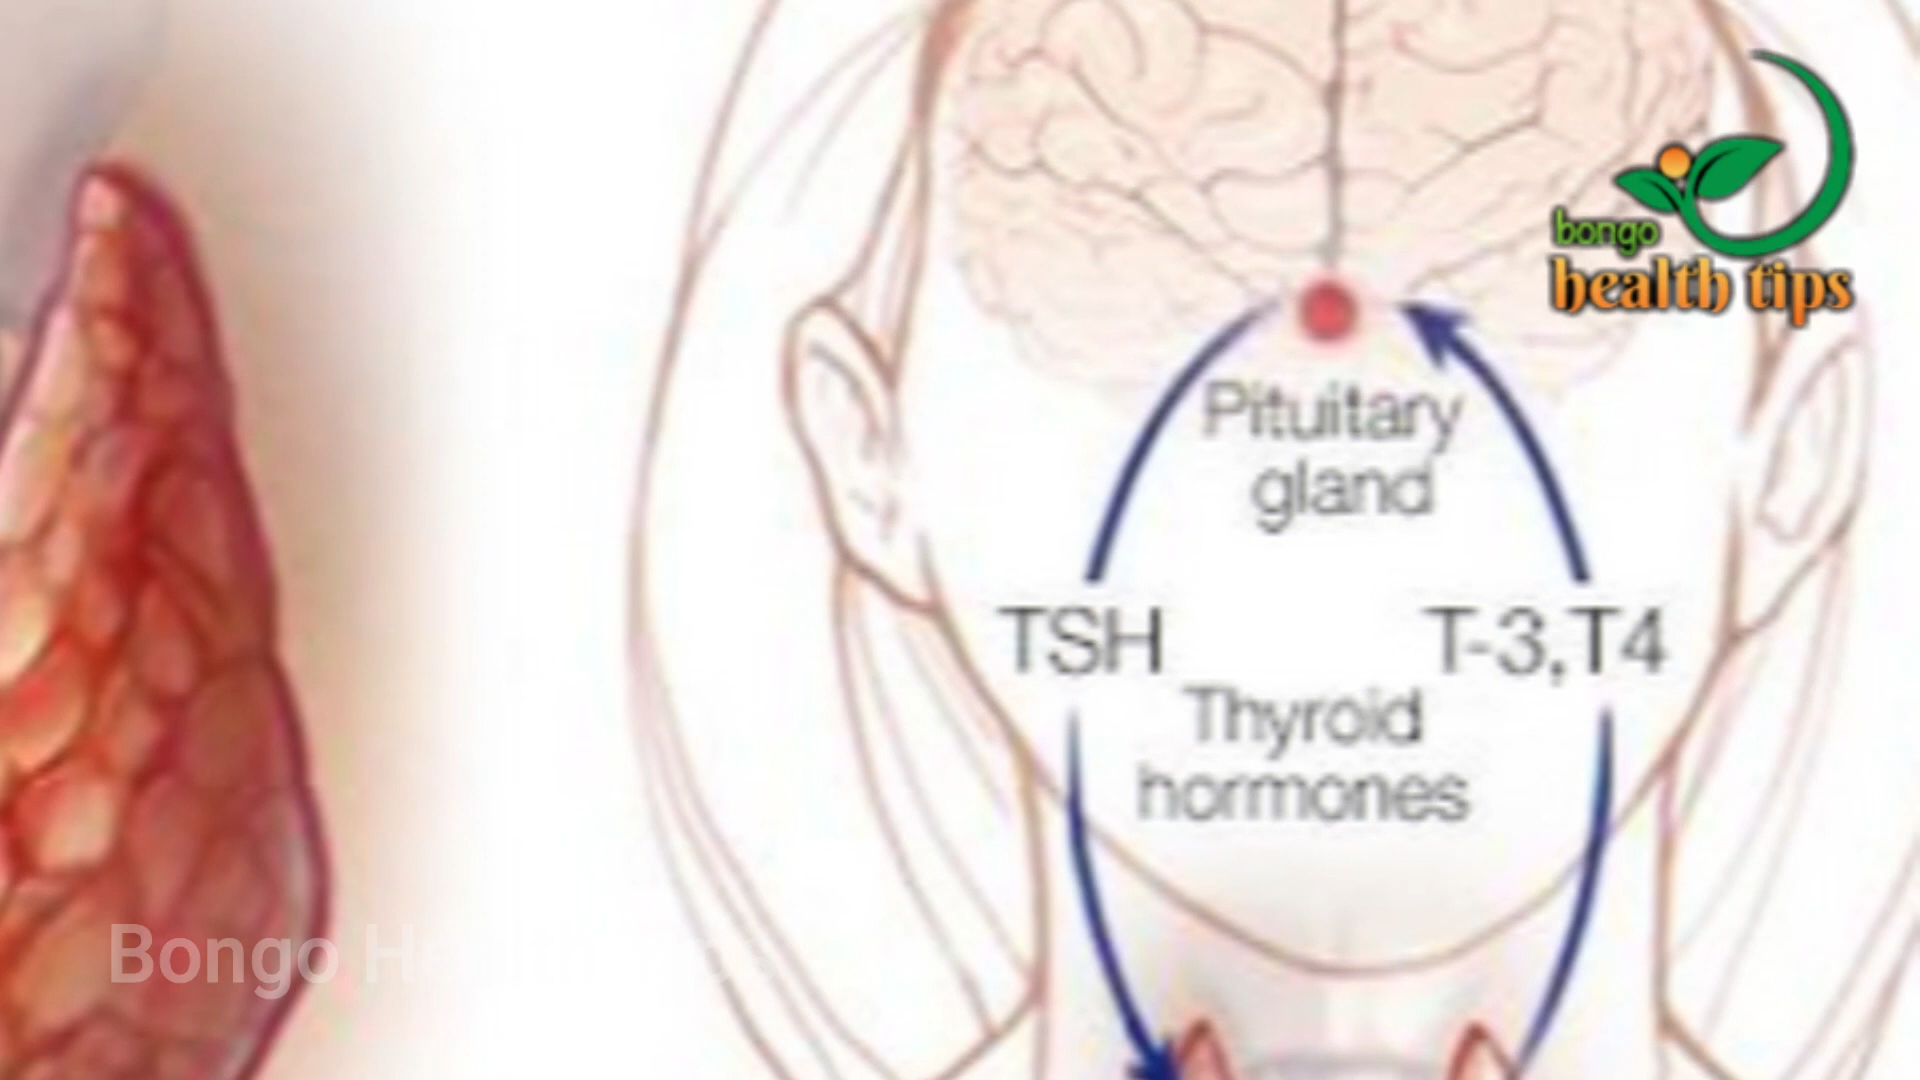 bongo
health tips
Pituitary
gland
TSH
T-3,T4
Thyroid
hormones
Bongo